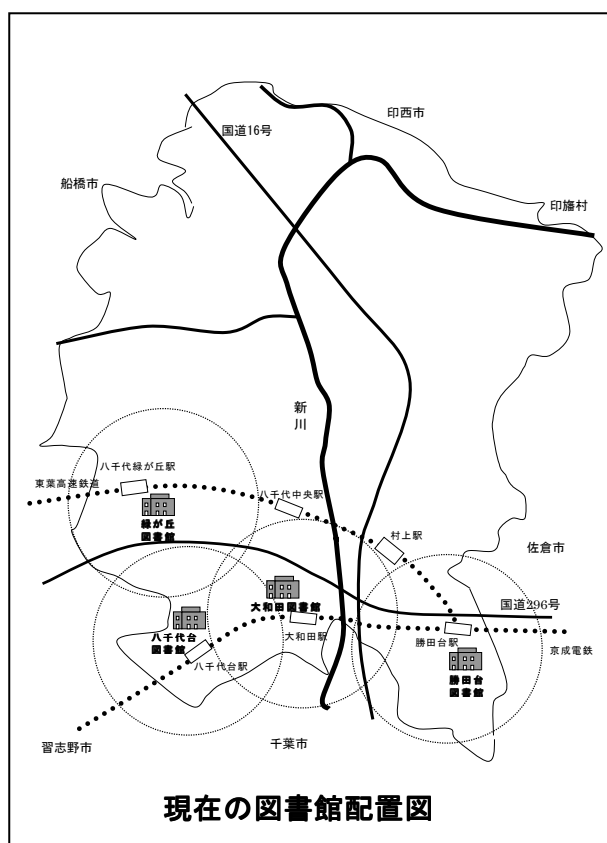 印西市
国道16号
船橋市
印旛村
新
川
八千代緑が丘駅
東葉高速鉄道
八千代中央駅
緑が丘
図書館
村上駅
佐倉市
大和田図書館
国道296号
八千代台
図書館
大和田駅
勝田台駅
京成電鉄
八千代台駅
勝田台
図書館
習志野市
千葉市
現在の図書館配置図